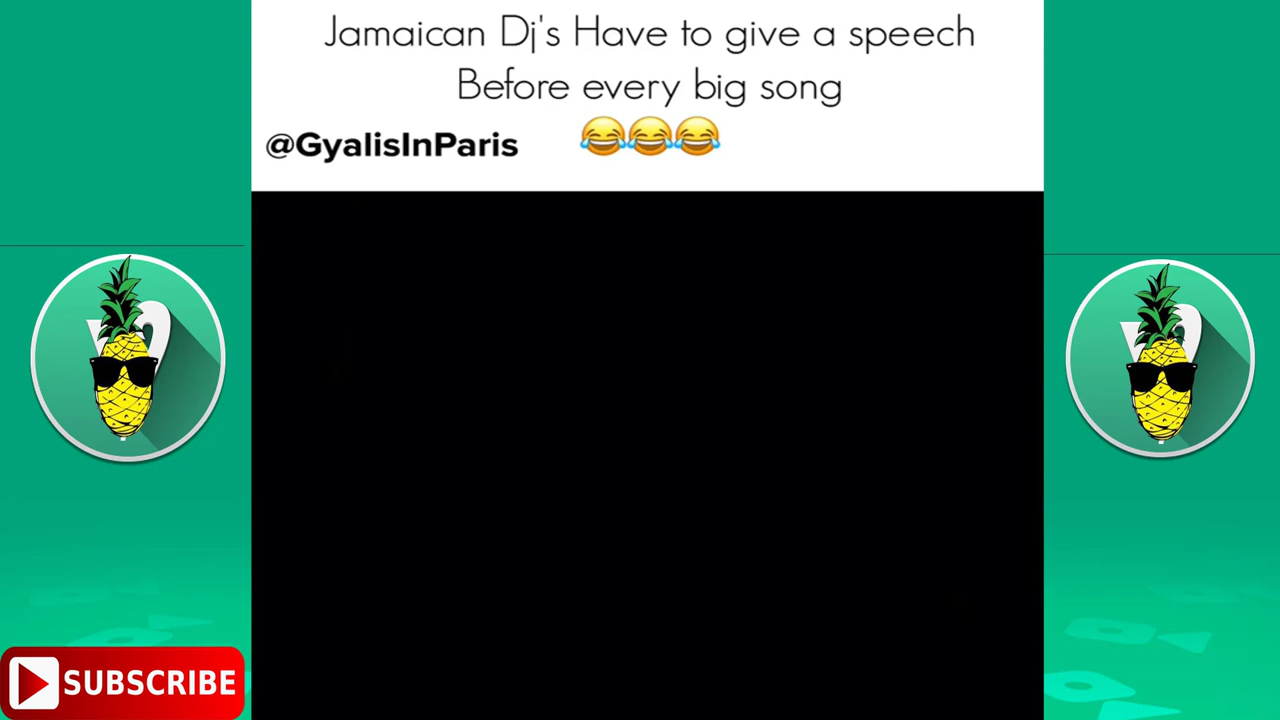 Jamaican Dj's Have to give a speech
Before every big song
@GyalisInParis 😂😂😂
SUBSCRIBE